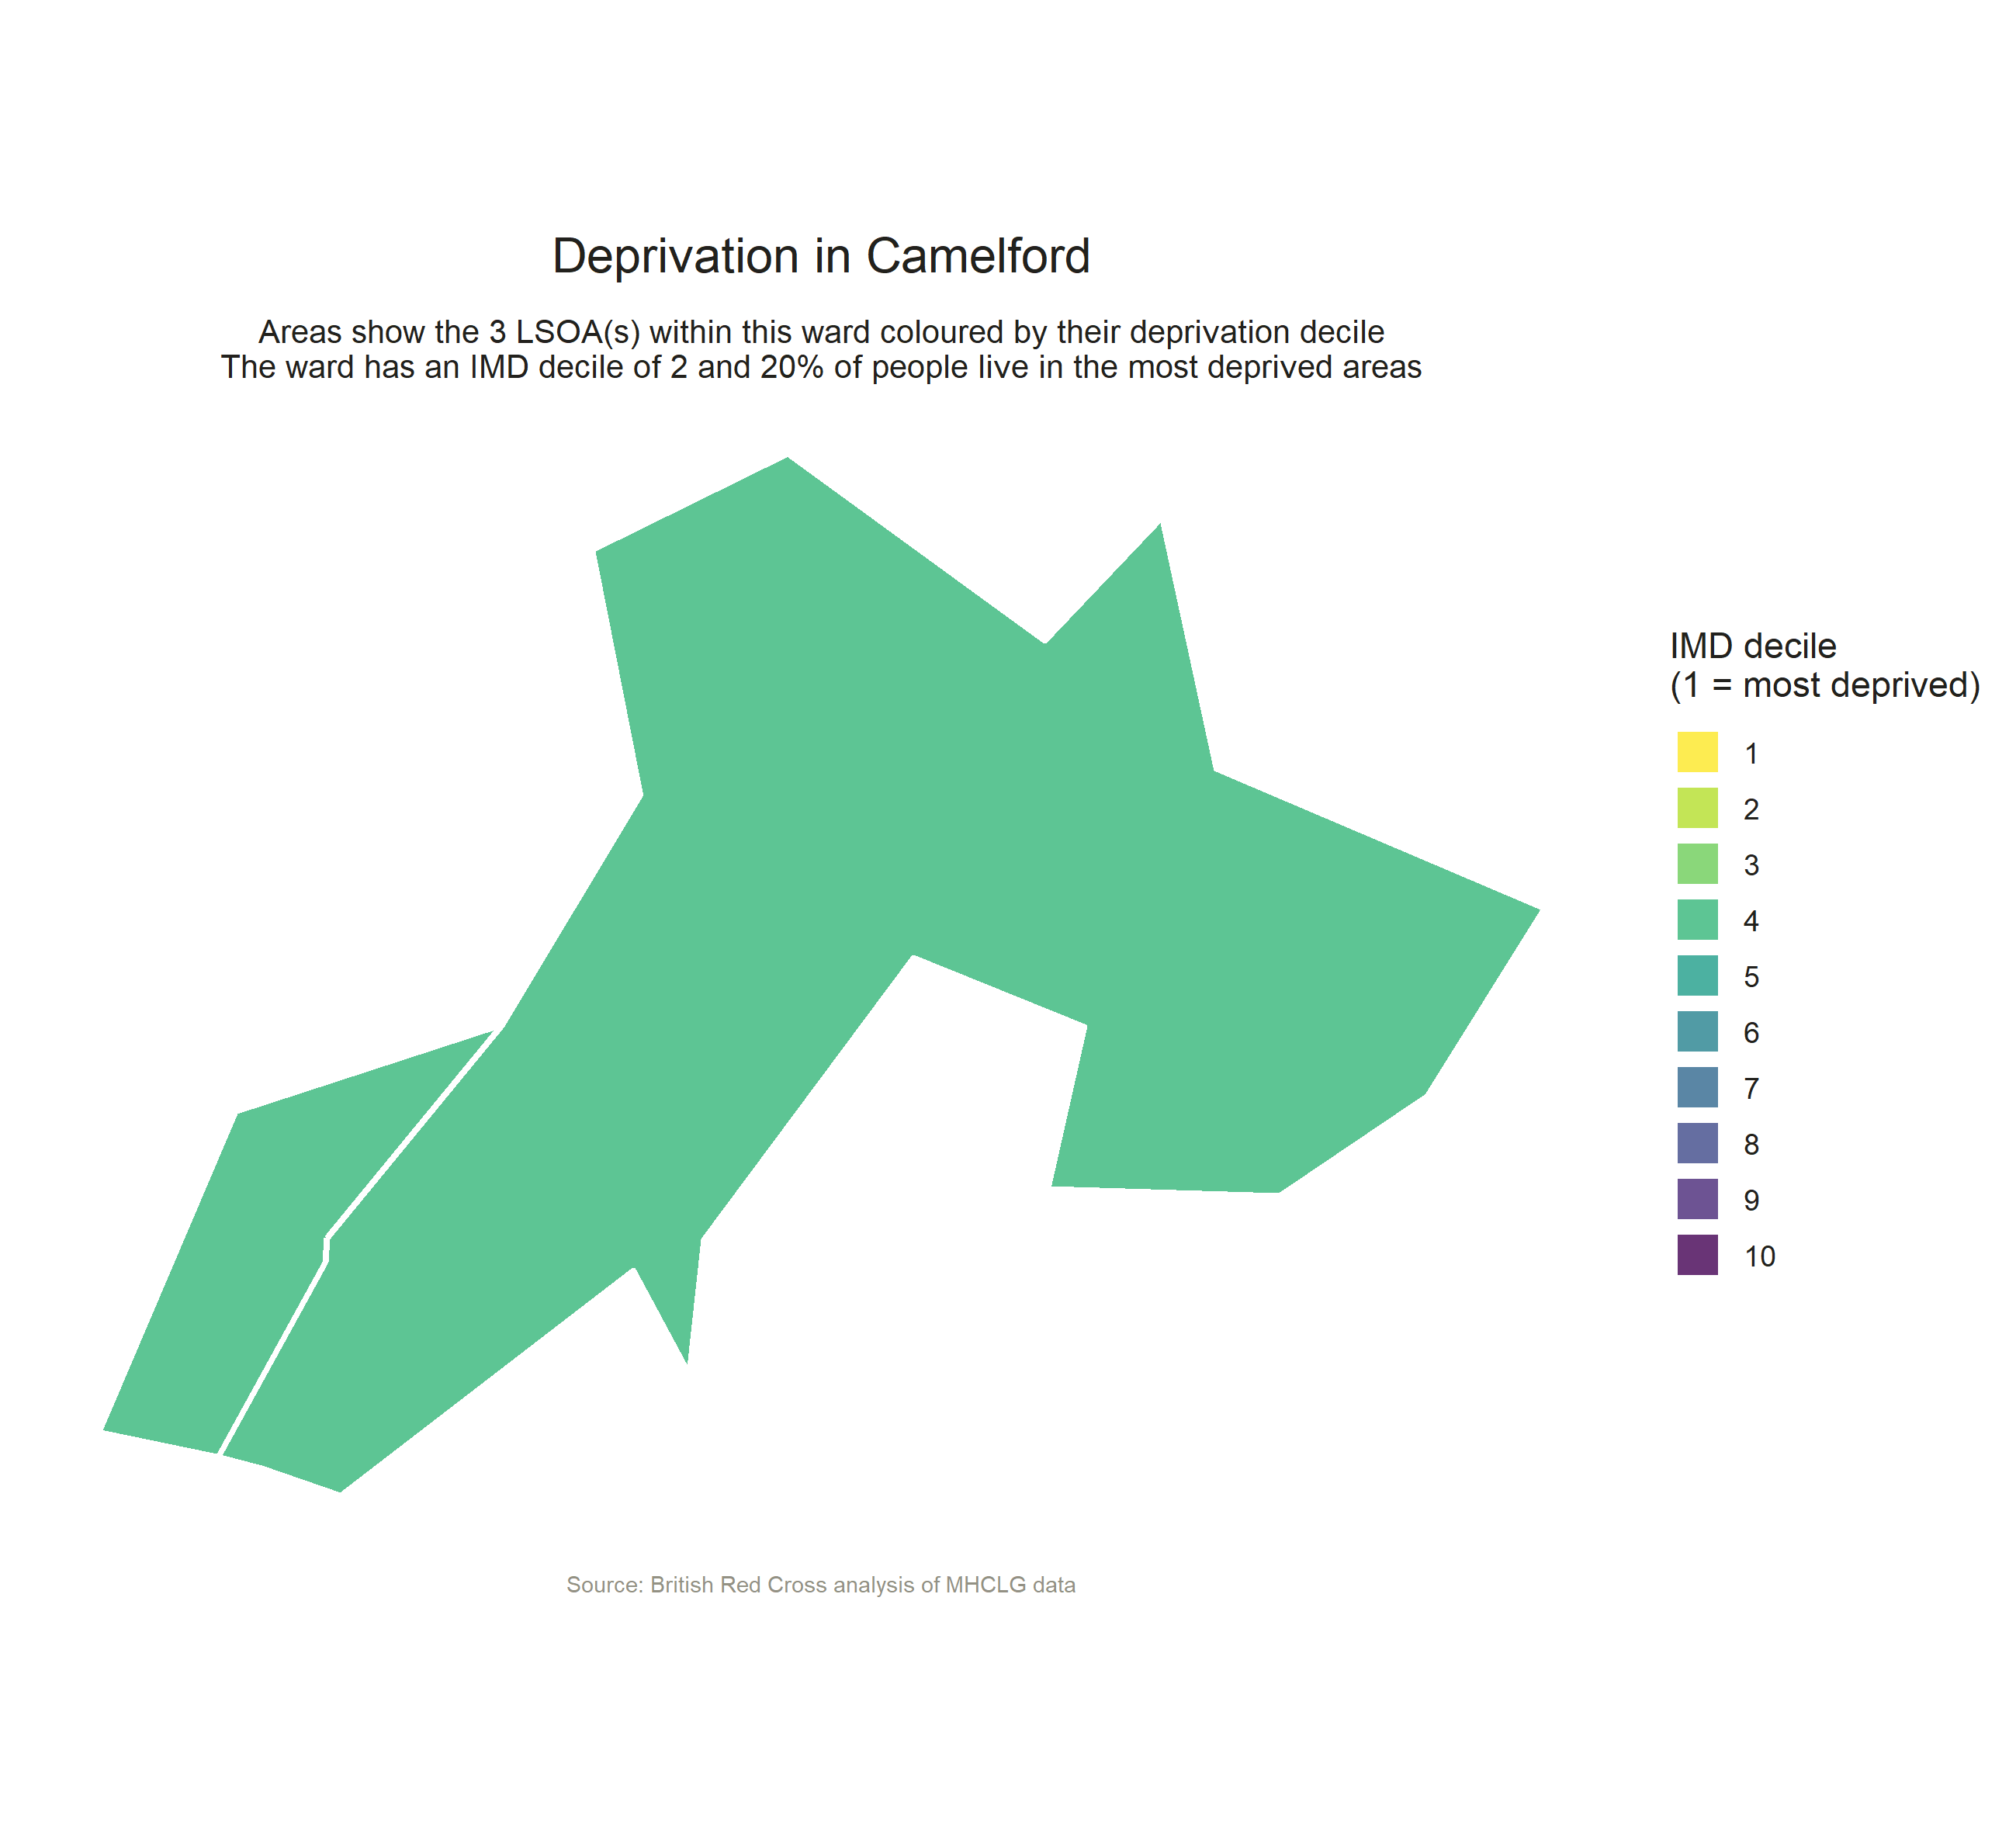 Deprivation in Camelford
Areas show the 3 LSOA(s) within this ward coloured by their deprivation decile
The ward has an IMD decile of 2 and 20% of people live in the most deprived areas
IMD decile
(1 = most deprived)
1
2
3
4
5
6
7
8
9
10
Source: British Red Cross analysis of MHCLG data